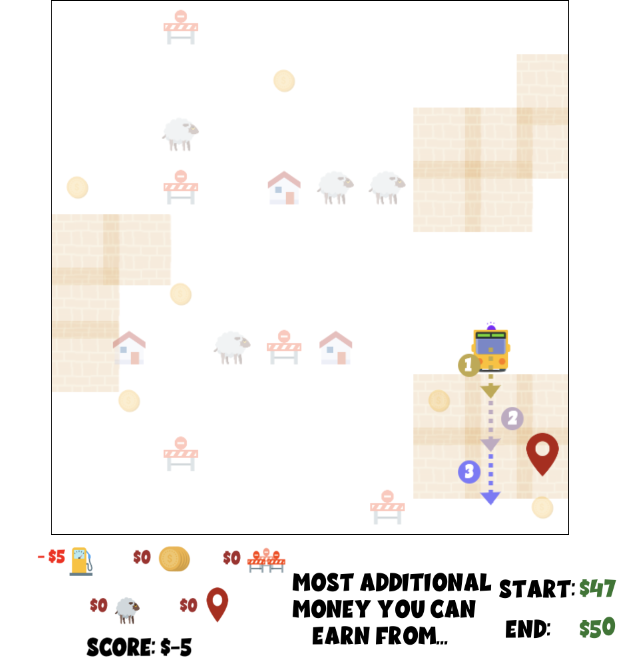 1
2
3
- $5 $0 $0
$0 $0
SCORE: $-5
MOST ADDITIONAL
MONEY YOU CAN
EARN FROM...
START: $47
END: $50